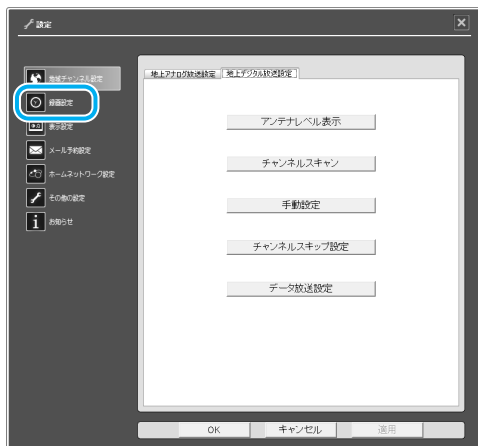 設定
地域チャンネル設定
録画設定
表示設定
メール予約設定
ホームネットワーク設定
その他の設定
お知らせ
地上アナログ放送設定 地上デジタル放送設定
アンテナレベル表示
チャンネルスキャン
手動設定
チャンネルスキップ設定
データ放送設定
OK キャンセル 適用